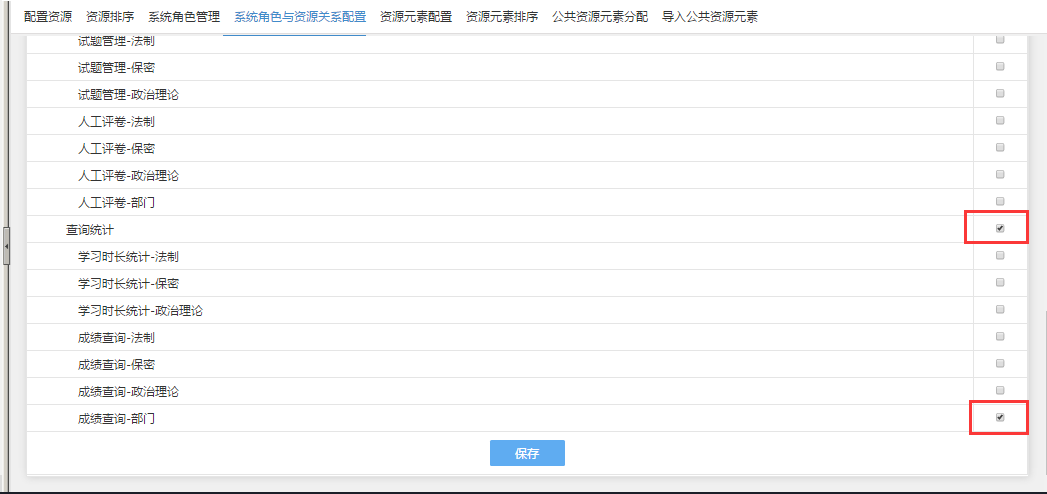 配置资源 资源排序 系统角色管理 系统角色与资源关系配置 资源元素配置 资源元素排序 公共资源元素分配 导入公共资源元素
试题管理-法制
试题管理-保密
试题管理-政治理论
人工评卷-法制
人工评卷-保密
人工评卷-政治理论
人工评卷-部门
查询统计
学习时长统计-法制
学习时长统计-保密
学习时长统计-政治理论
成绩查询-法制
成绩查询-保密
成绩查询-政治理论
成绩查询-部门
保存